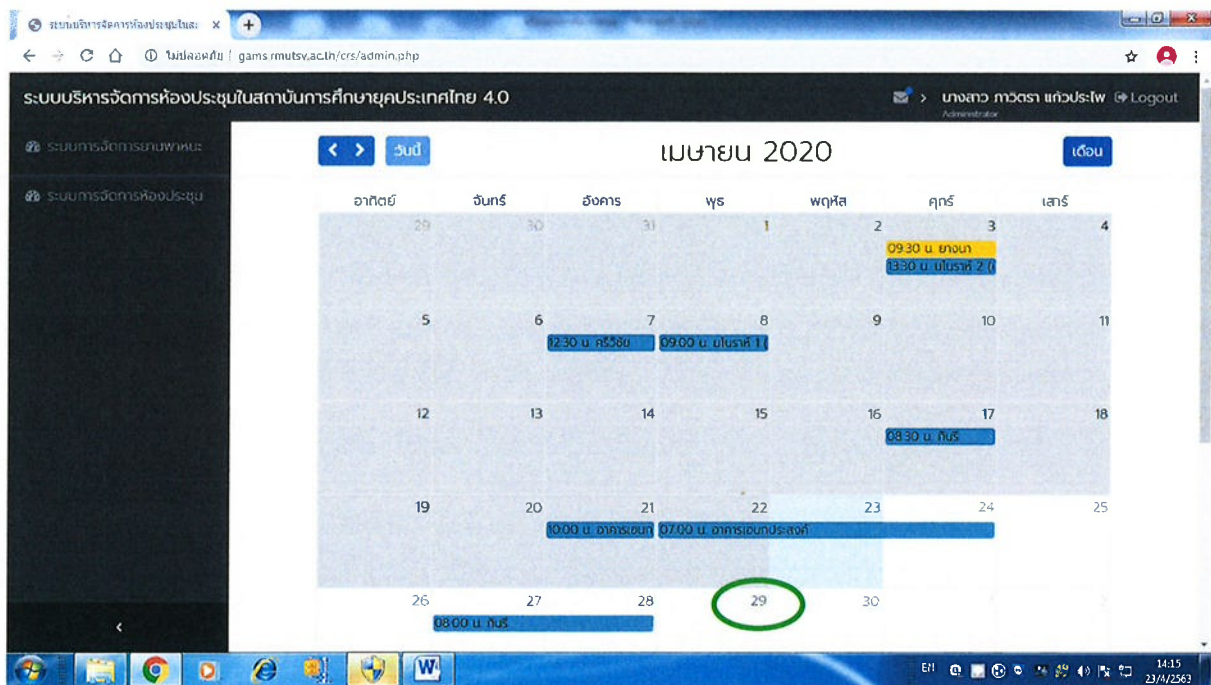 ระบบบริหารจัดการห้องประชุมในสะ × +
ไม่ปลอดภัย | gams.rmutsv.ac.th/crs/admin.php
ระบบบริหารจัดการห้องประชุมในสถาบันการศึกษายุคประเทศไทย 4.0
นางสาว ภาวิตรา แก้วประไพ Logout
Administrator
ระบบการจัดการยานพาหนะ
ระบบการจัดการห้องประชุม
วันนี้ เมษายน 2020 เดือน
อาทิตย์ จันทร์ อังคาร พุธ พฤหัส ศุกร์ เสาร์
29 30 31 1 2 3 4
09:30 น. ยางนา
13:30 น. มโนราห์ 2 (
5 6 7 8 9 10 11
12:30 น. ศรีวิชัย 09:00 น. มโนราห์ 1 (
12 13 14 15 16 17 18
08:30 น. กินรี
19 20 21 22 23 24 25
10:00 น. อาคารเอนก 07:00 น. อาคารเอนกประสงค์
26 27 28 29 30
08:00 น. กินรี
EN 14:15
23/4/2563